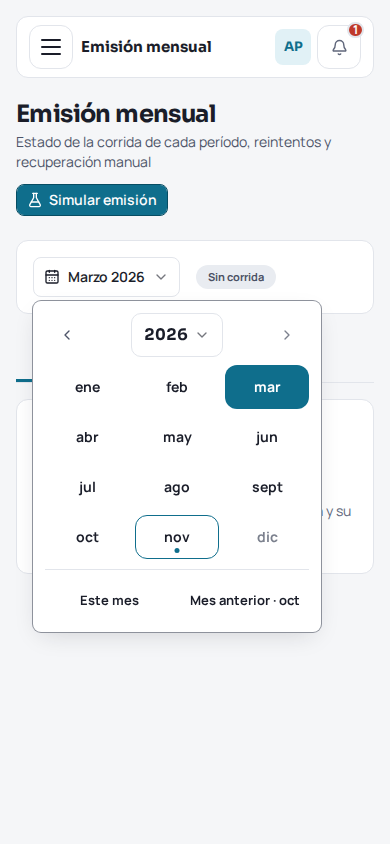 Emisión mensual
AP
1
Emisión mensual
Estado de la corrida de cada período, reintentos y
recuperación manual
Simular emisión
Marzo 2026
Sin corrida
2026
ene feb mar
abr may jun
jul ago sept
y su
oct nov dic
Este mes Mes anterior · oct